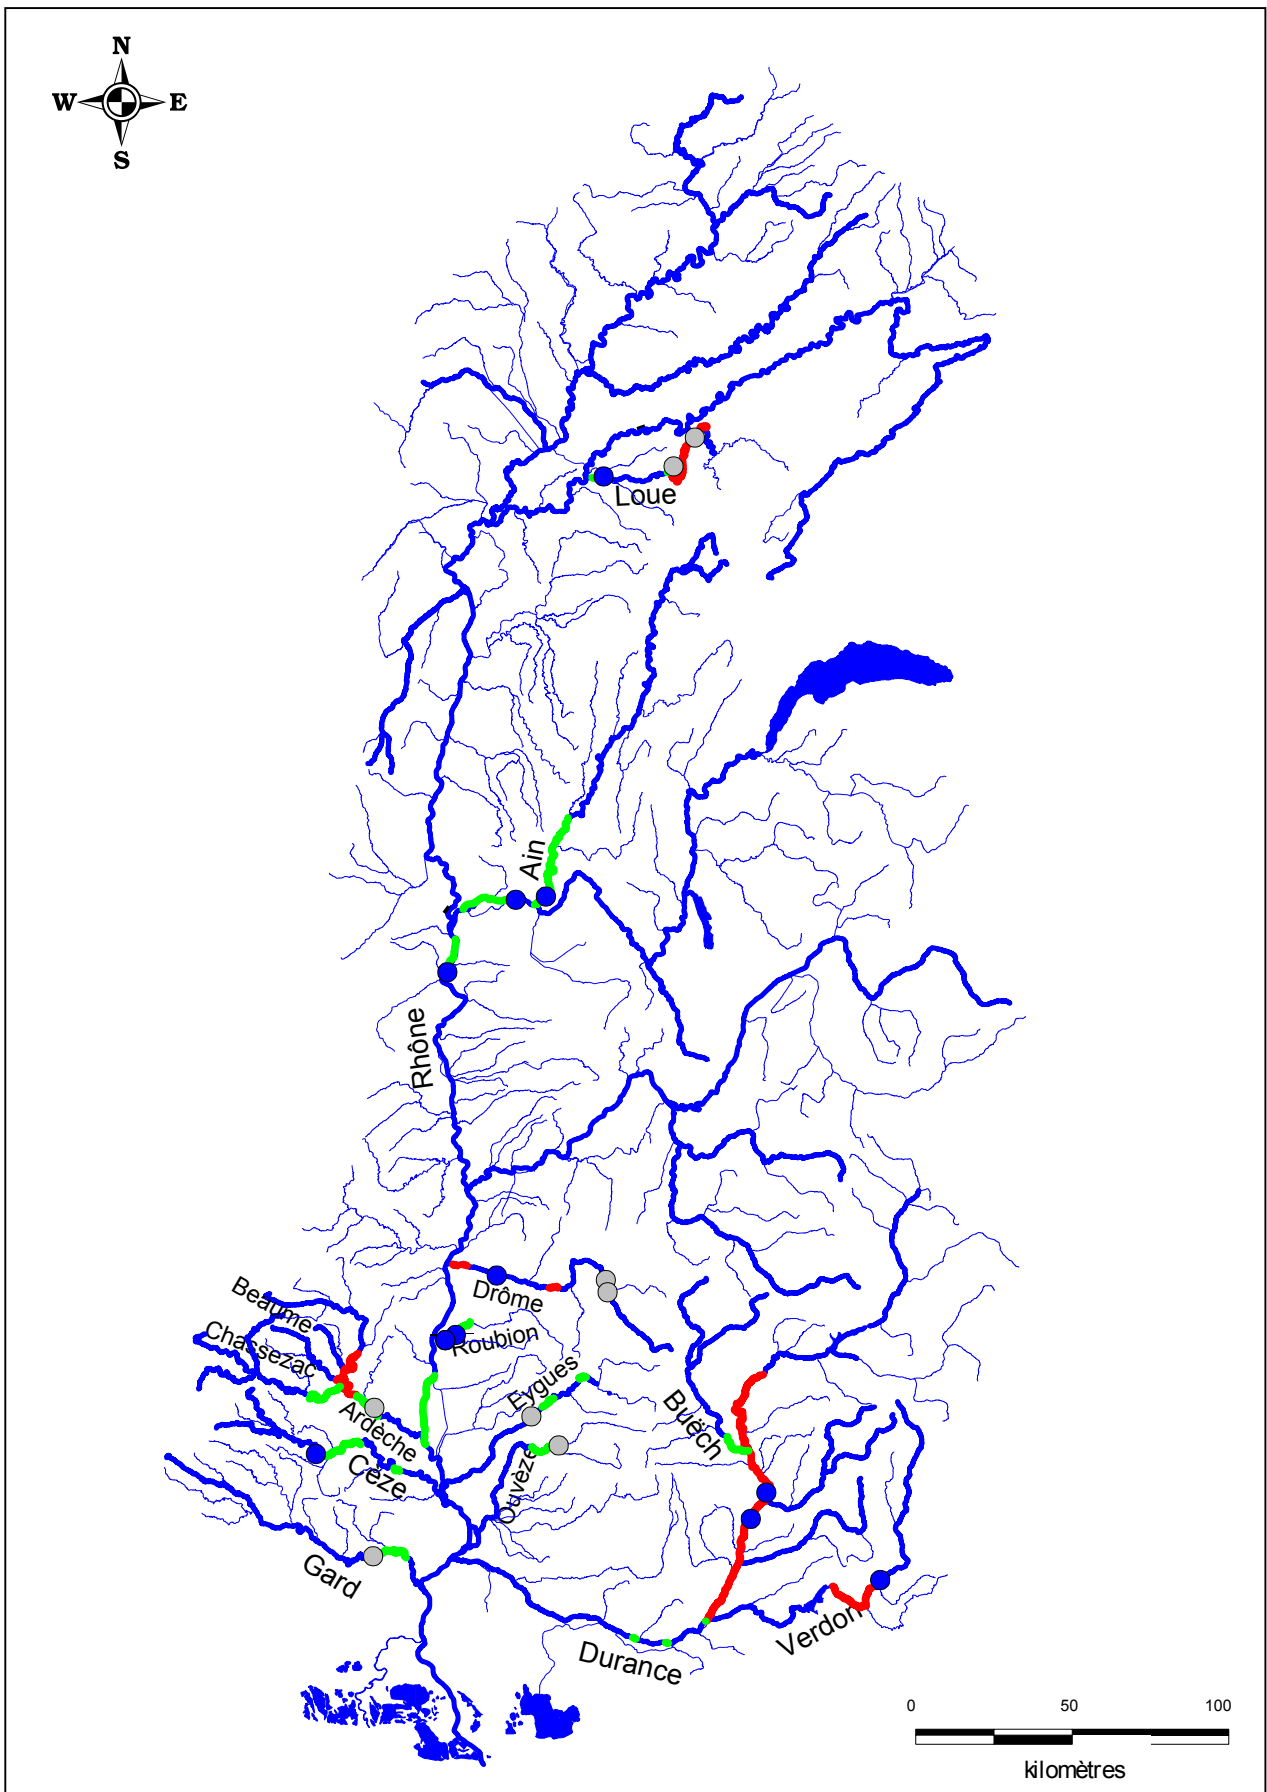 N
W E
S
Loue
Ain
Rhône
Drôme
Beaume
Roubion
Chassezac
Eygues
Buëch
Ardèche
Cèze
Ouvèze
Gard
Verdon
Durance
0 50 100
kilomètres